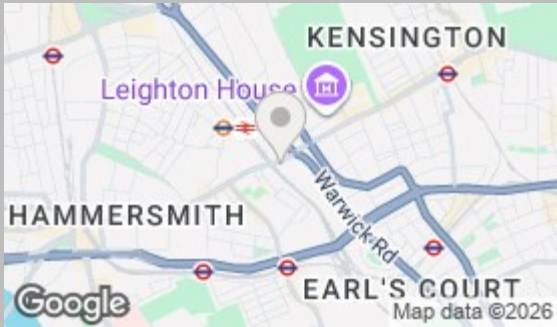 KENSINGTON
Leighton House
HAMMERSMITH
Warwick Rd
EARL'S COURT
Google
Map data ©2026